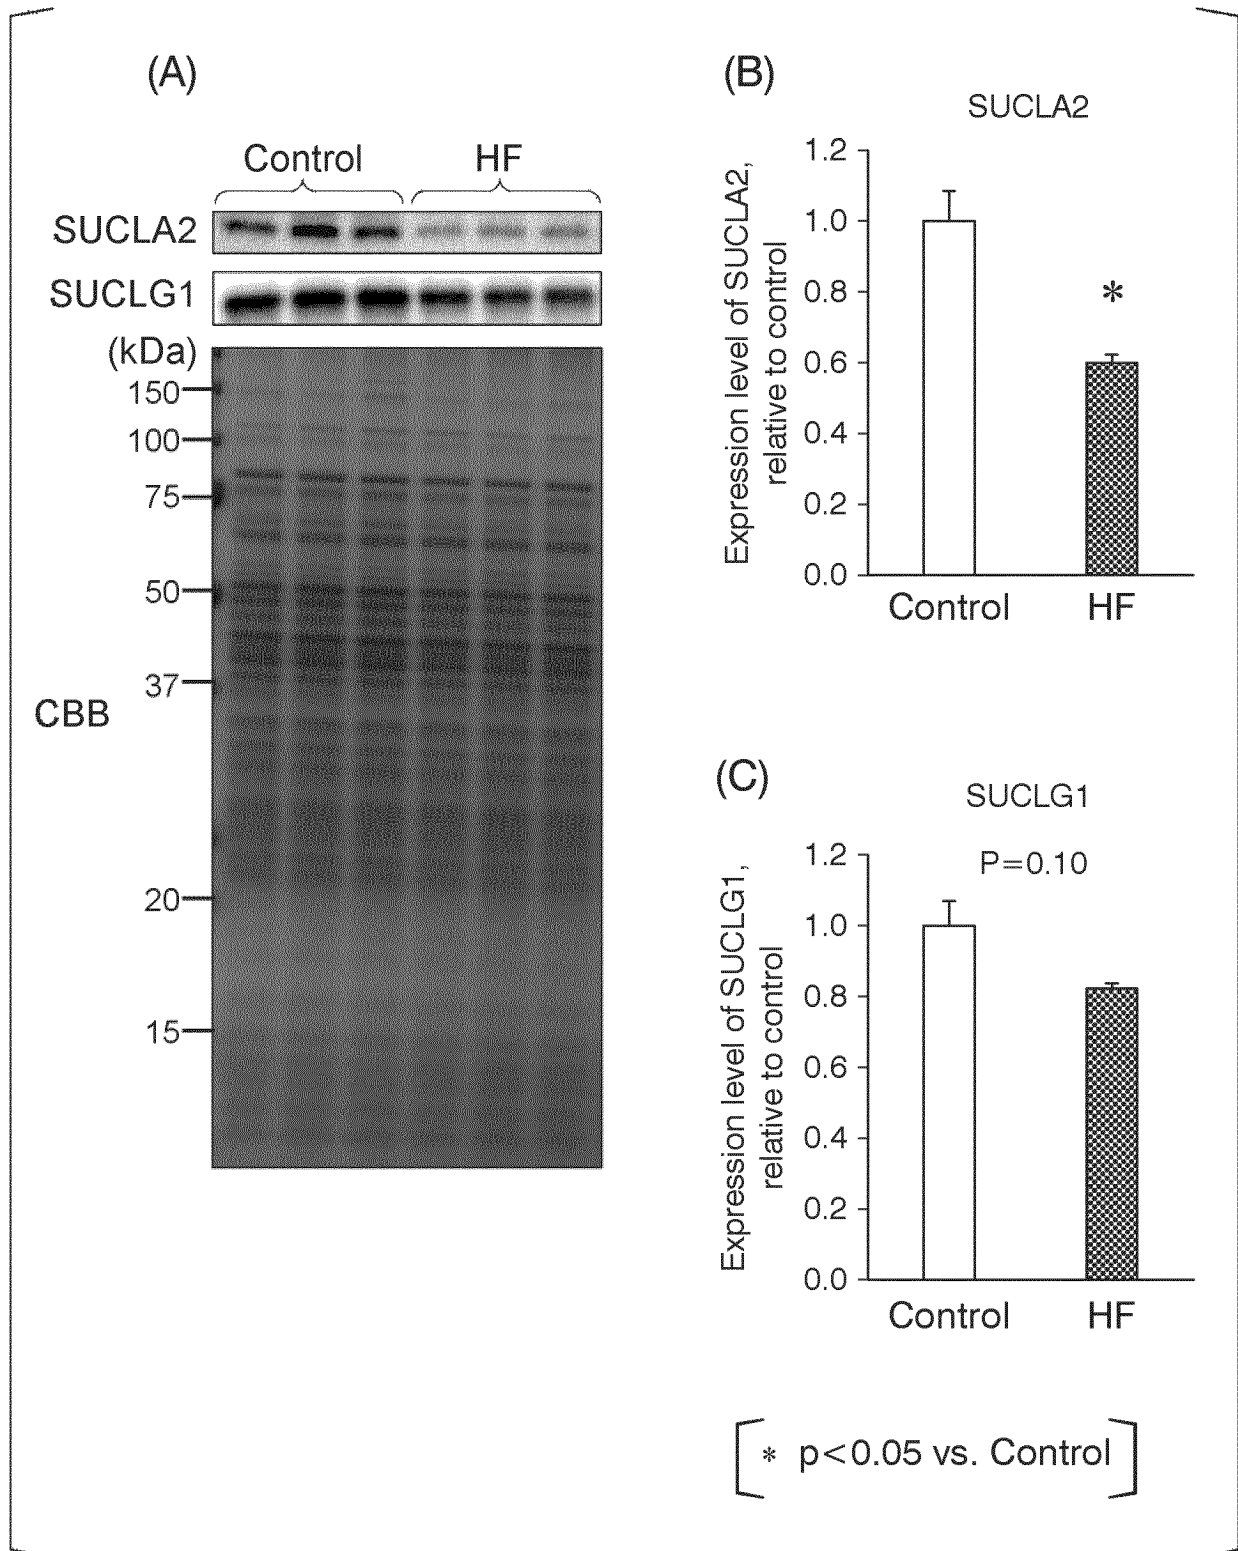 (A)
Control HF
SUCLA2
SUCLG1
(kDa)
150
100
75
50
37
CBB
20
15
(B)
SUCLA2
Expression level of SUCLA2,
relative to control
1.2
1.0
0.8
*
0.6
0.4
0.2
0.0
Control HF
(C)
SUCLG1
P=0.10
Expression level of SUCLG1,
relative to control
1.2
1.0
0.8
0.6
0.4
0.2
0.0
Control HF
[* p<0.05 vs. Control]